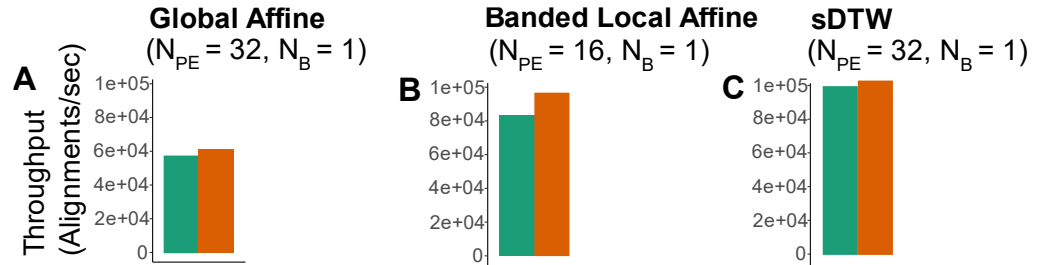 Global Affine
(N_PE = 32, N_B = 1)
Banded Local Affine
(N_PE = 16, N_B = 1)
sDTW
(N_PE = 32, N_B = 1)
A
Throughput
(Alignments/sec)
1e+05
8e+04
6e+04
4e+04
2e+04
0
B
1e+05
8e+04
6e+04
4e+04
2e+04
0
C
1e+05
8e+04
6e+04
4e+04
2e+04
0